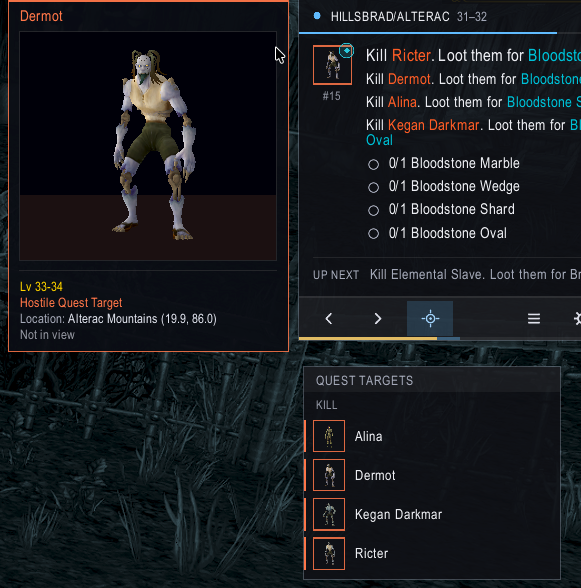 Dermot
Lv 33-34
Hostile Quest Target
Location: Alterac Mountains (19.9, 86.0)
Not in view
HILLSBRAD/ALTERAC 31–32
#15
Kill Ricter. Loot them for Bloodsto
Kill Dermot. Loot them for Bloodstone
Kill Alina. Loot them for Bloodstone S
Kill Kegan Darkmar. Loot them for Bl
Oval
0/1 Bloodstone Marble
0/1 Bloodstone Wedge
0/1 Bloodstone Shard
0/1 Bloodstone Oval
UP NEXT Kill Elemental Slave. Loot them for Br
QUEST TARGETS
KILL
Alina
Dermot
Kegan Darkmar
Ricter